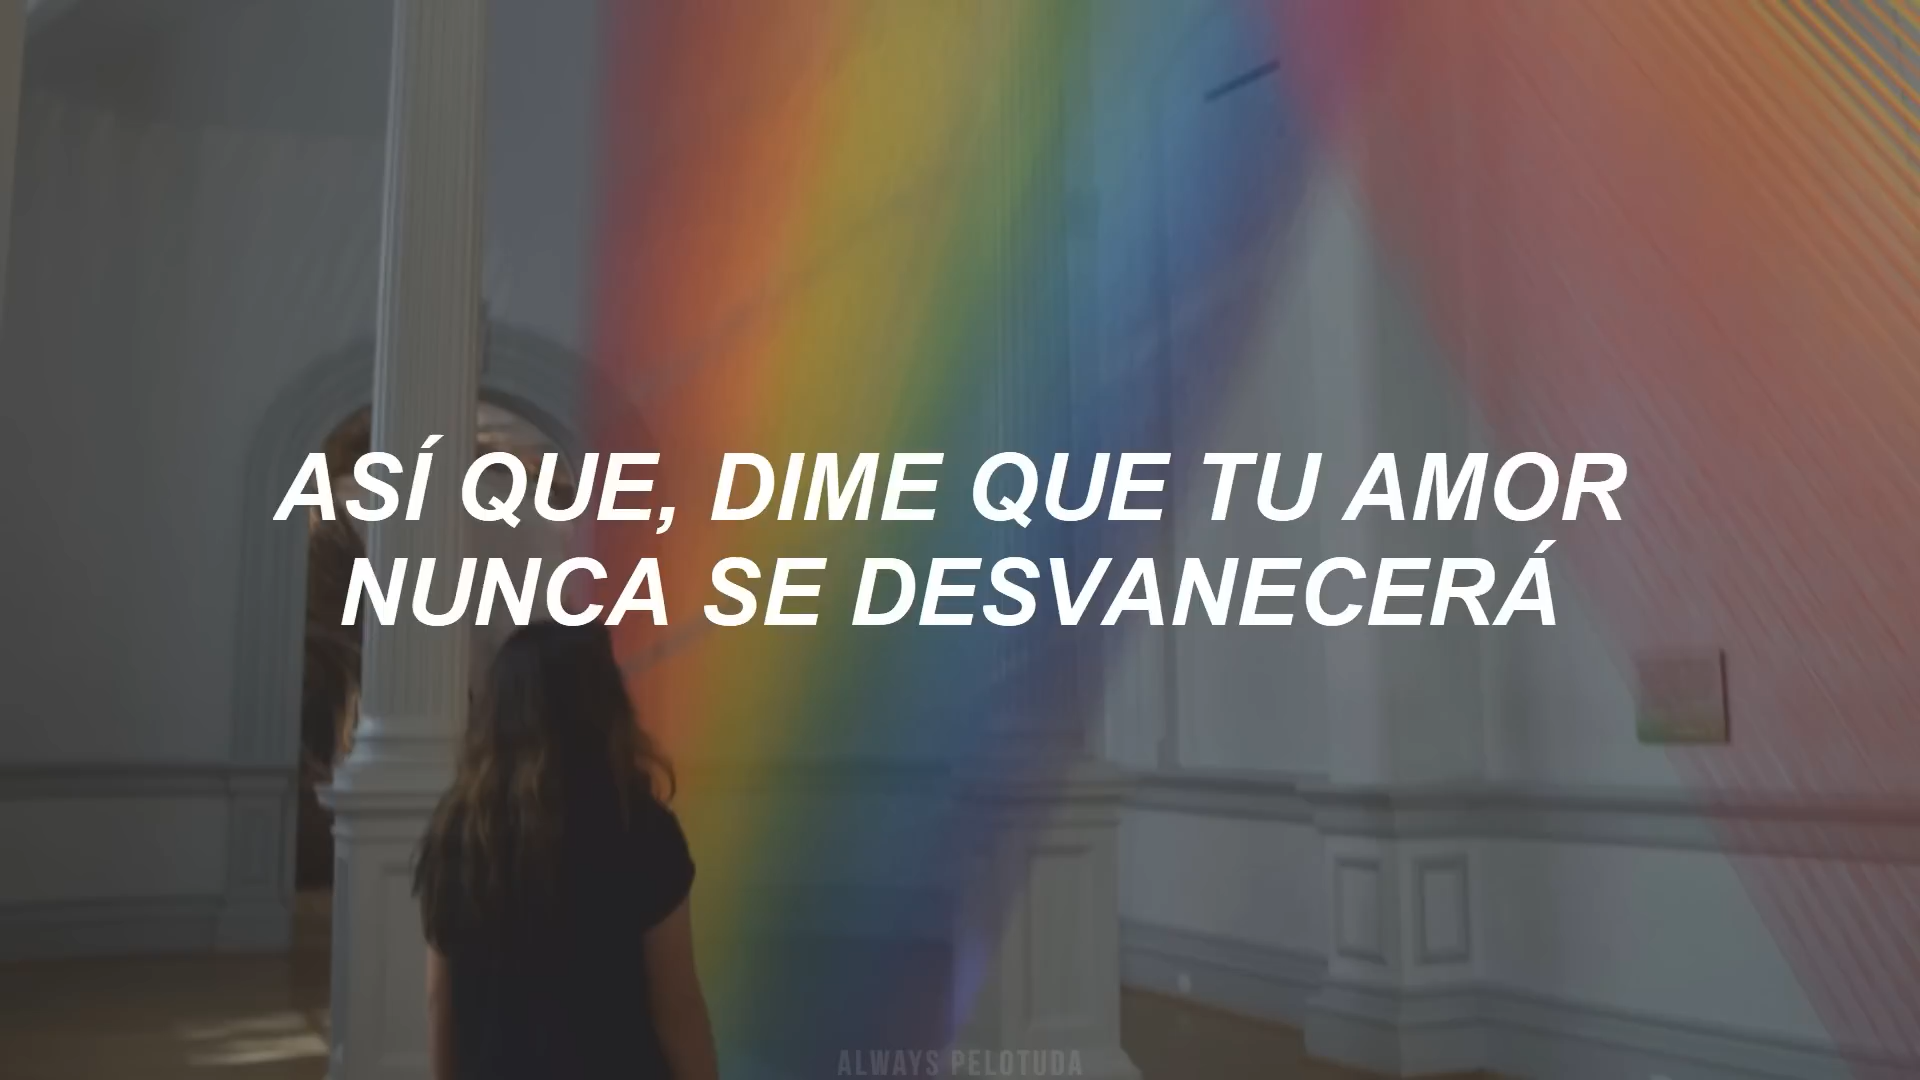 ASÍ QUE, DIME QUE TU AMOR
NUNCA SE DESVANECERÁ
ALWAYS PELOTUDA